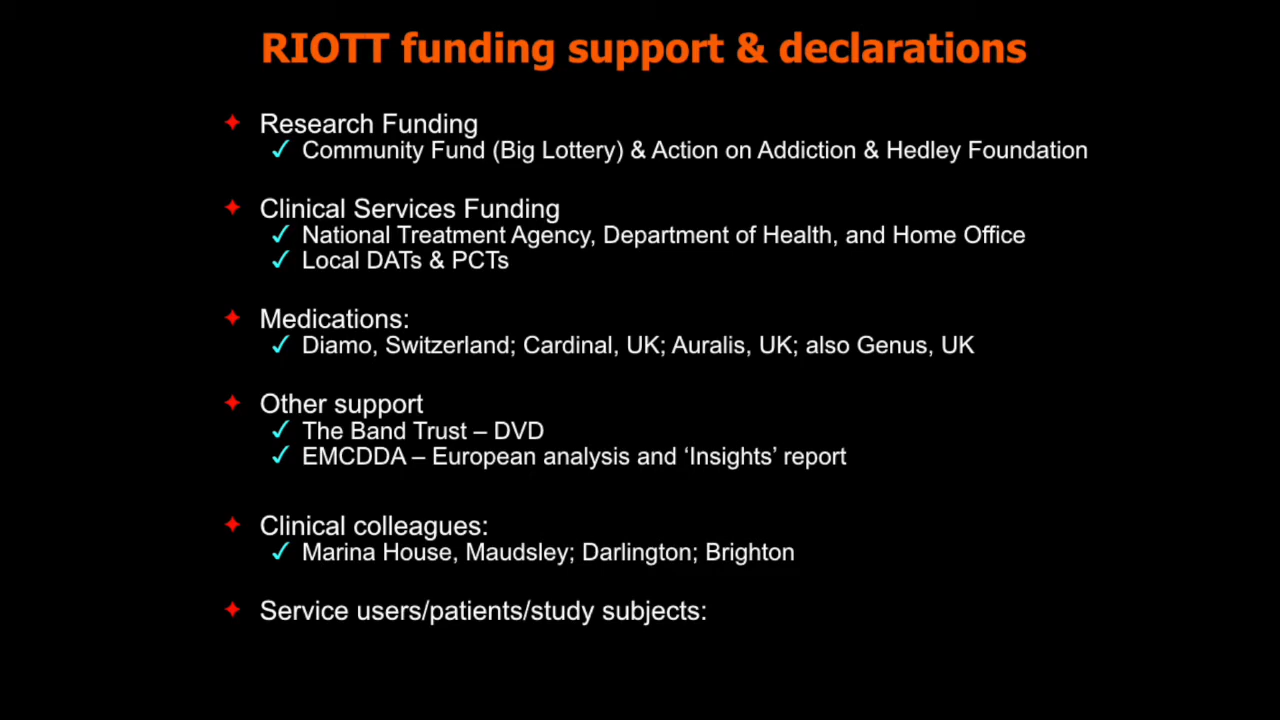 RIOTT funding support & declarations
Research Funding
✓ Community Fund (Big Lottery) & Action on Addiction & Hedley Foundation
Clinical Services Funding
✓ National Treatment Agency, Department of Health, and Home Office
✓ Local DATs & PCTs
Medications:
✓ Diamo, Switzerland; Cardinal, UK; Auralis, UK; also Genus, UK
Other support
✓ The Band Trust – DVD
✓ EMCDDA – European analysis and ‘Insights’ report
Clinical colleagues:
✓ Marina House, Maudsley; Darlington; Brighton
Service users/patients/study subjects: